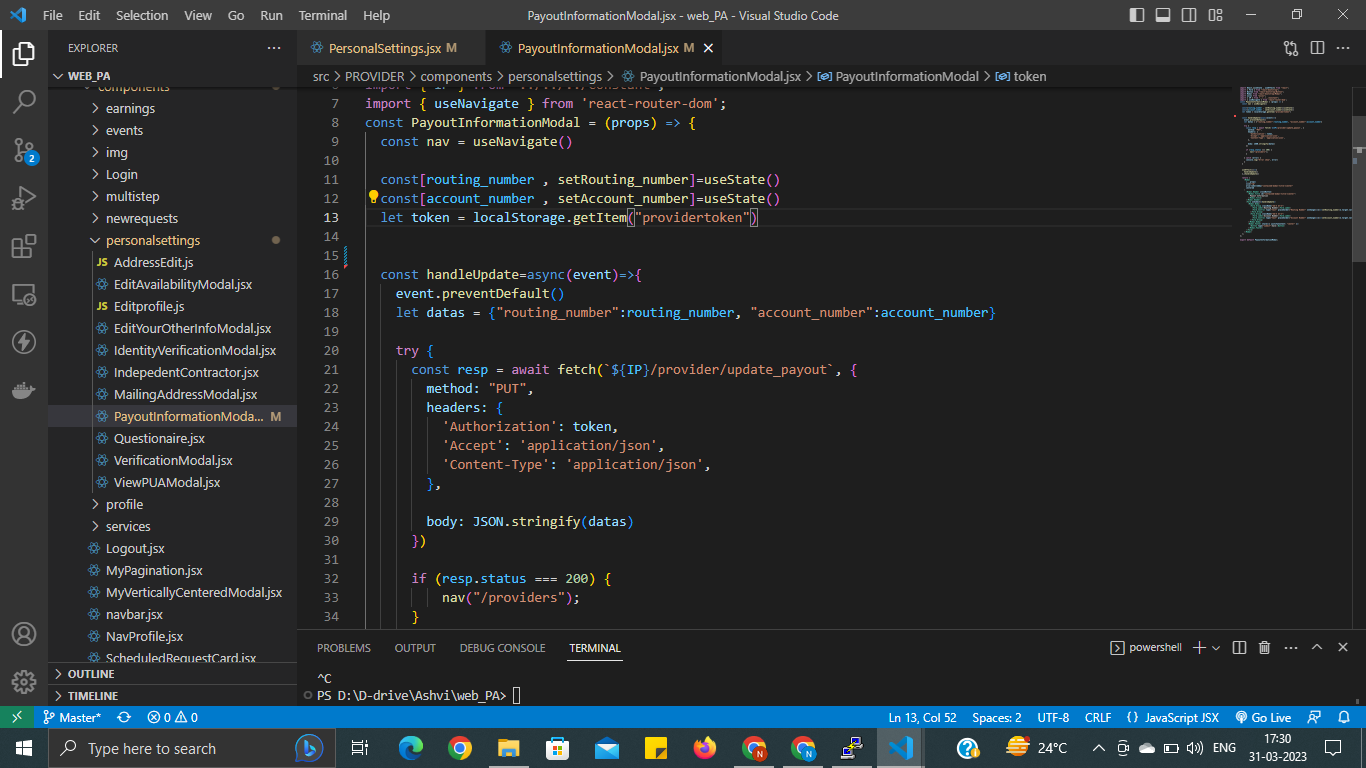 File Edit Selection View Go Run Terminal Help PayoutInformationModal.jsx - web_PA - Visual Studio Code
EXPLORER
WEB_PA
components
earnings
events
img
Login
multistep
newrequests
personalsettings
JS AddressEdit.js
EditAvailabilityModal.jsx
JS Editprofile.js
EditYourOtherInfoModal.jsx
IdentityVerificationModal.jsx
IndepedentContractor.jsx
MailingAddressModal.jsx
PayoutInformationModa... M
Questionaire.jsx
VerificationModal.jsx
ViewPUAModal.jsx
profile
services
Logout.jsx
MyPagination.jsx
MyVerticallyCenteredModal.jsx
navbar.jsx
NavProfile.jsx
ScheduledRequestCard.jsx
OUTLINE
TIMELINE
2
PersonalSettings.jsx M PayoutInformationModal.jsx M
src > PROVIDER > components > personalsettings > PayoutInformationModal.jsx > PayoutInformationModal > token
6 import { IP } from '../../../Constant';
7 import { useNavigate } from 'react-router-dom';
8 const PayoutInformationModal = (props) => {
9 const nav = useNavigate()
10
11 const[routing_number , setRouting_number]=useState()
12 const[account_number , setAccount_number]=useState()
13 let token = localStorage.getItem("providertoken")
14
15
16 const handleUpdate=async(event)=>{
17 event.preventDefault()
18 let datas = {"routing_number":routing_number, "account_number":account_number}
19
20 try {
21 const resp = await fetch(`${IP}/provider/update_payout`, {
22 method: "PUT",
23 headers: {
24 'Authorization': token,
25 'Accept': 'application/json',
26 'Content-Type': 'application/json',
27 },
28
29 body: JSON.stringify(datas)
30 })
31
32 if (resp.status === 200) {
33 nav("/providers");
34 }
PROBLEMS OUTPUT DEBUG CONSOLE TERMINAL powershell
^C
PS D:\D-drive\Ashvi\web_PA>
Master* 0 0 Ln 13, Col 52 Spaces: 2 UTF-8 CRLF {} JavaScript JSX Go Live
Type here to search 24°C ENG 17:30
31-03-2023